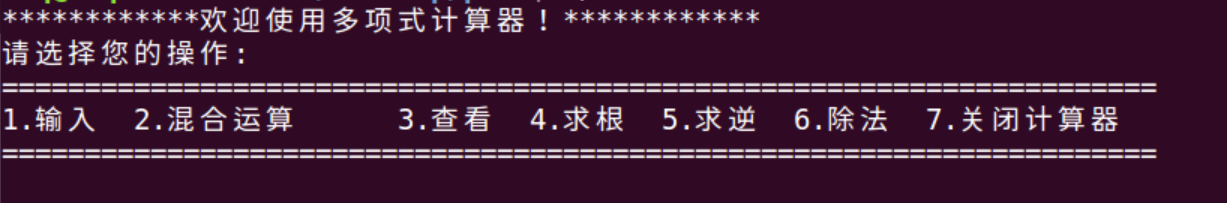 ************欢迎使用多项式计算器！************
请选择您的操作:
======================================================================
1.输入  2.混合运算      3.查看  4.求根  5.求逆  6.除法  7.关闭计算器
======================================================================